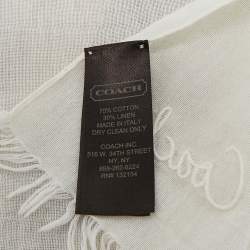 COACH
70% COTTON
30% LINEN
MADE IN ITALY
DRY CLEAN ONLY
COACH INC
516 W. 34TH STREET
NY, NY
RN# 132154